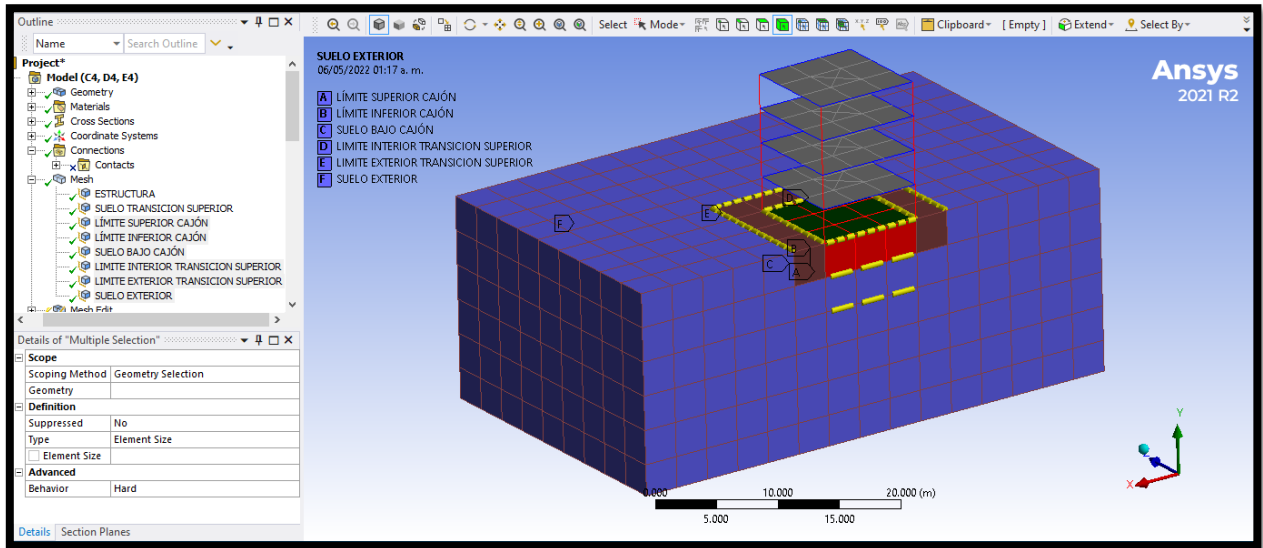 Outline
Name Search Outline
Project*
Model (C4, D4, E4)
Geometry
Materials
Cross Sections
Coordinate Systems
Connections
Contacts
Mesh
ESTRUCTURA
SUELO TRANSICION SUPERIOR
LÍMITE SUPERIOR CAJÓN
LÍMITE INFERIOR CAJÓN
SUELO BAJO CAJÓN
LIMITE INTERIOR TRANSICION SUPERIOR
LIMITE EXTERIOR TRANSICION SUPERIOR
SUELO EXTERIOR
Mesh Edit
Details of "Multiple Selection"
Scope
Scoping Method Geometry Selection
Geometry
Definition
Suppressed No
Type Element Size
Element Size
Advanced
Behavior Hard
Details Section Planes
Select Mode Clipboard [ Empty ] Extend Select By
SUELO EXTERIOR
06/05/2022 01:17 a. m.
A LÍMITE SUPERIOR CAJÓN
B LÍMITE INFERIOR CAJÓN
C SUELO BAJO CAJÓN
D LIMITE INTERIOR TRANSICION SUPERIOR
E LIMITE EXTERIOR TRANSICION SUPERIOR
F SUELO EXTERIOR
Ansys
2021 R2
D
E
F
B
C
A
Y
X
0.000 10.000 20.000 (m)
5.000 15.000